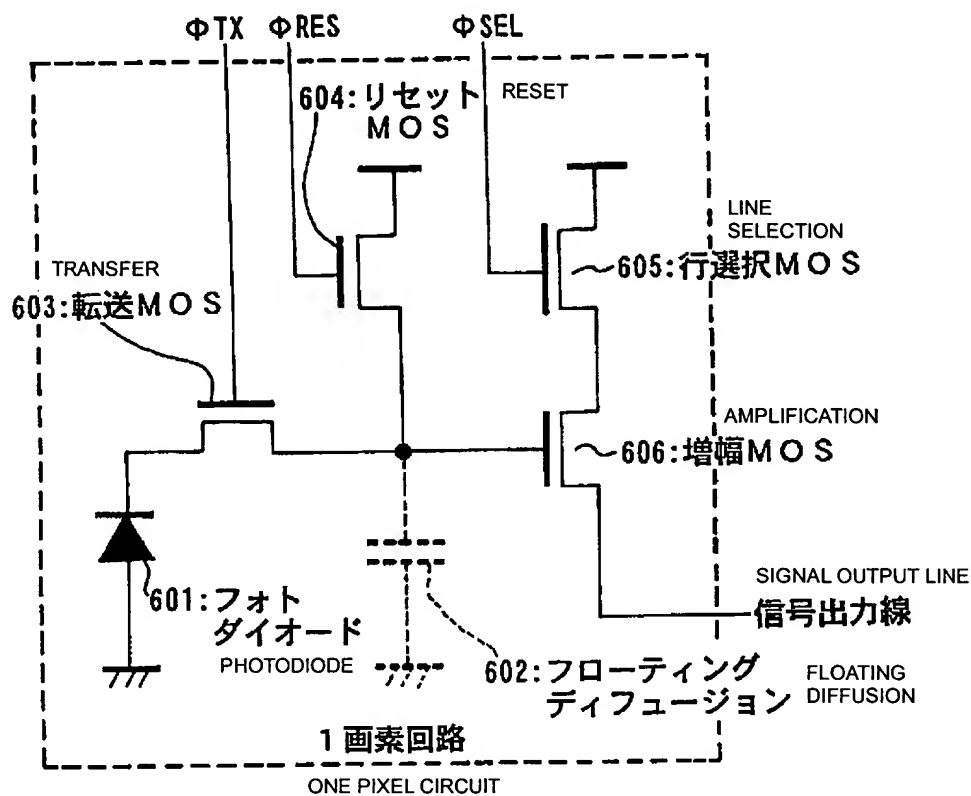 ΦTX ΦRES ΦSEL
604:リセット
MOS
RESET
LINE
SELECTION
605:行選択MOS
TRANSFER
603:転送MOS
AMPLIFICATION
606:増幅MOS
SIGNAL OUTPUT LINE
信号出力線
601:フォト
ダイオード
PHOTODIODE
602:フローティング
ディフュージョン
FLOATING
DIFFUSION
1画素回路
ONE PIXEL CIRCUIT